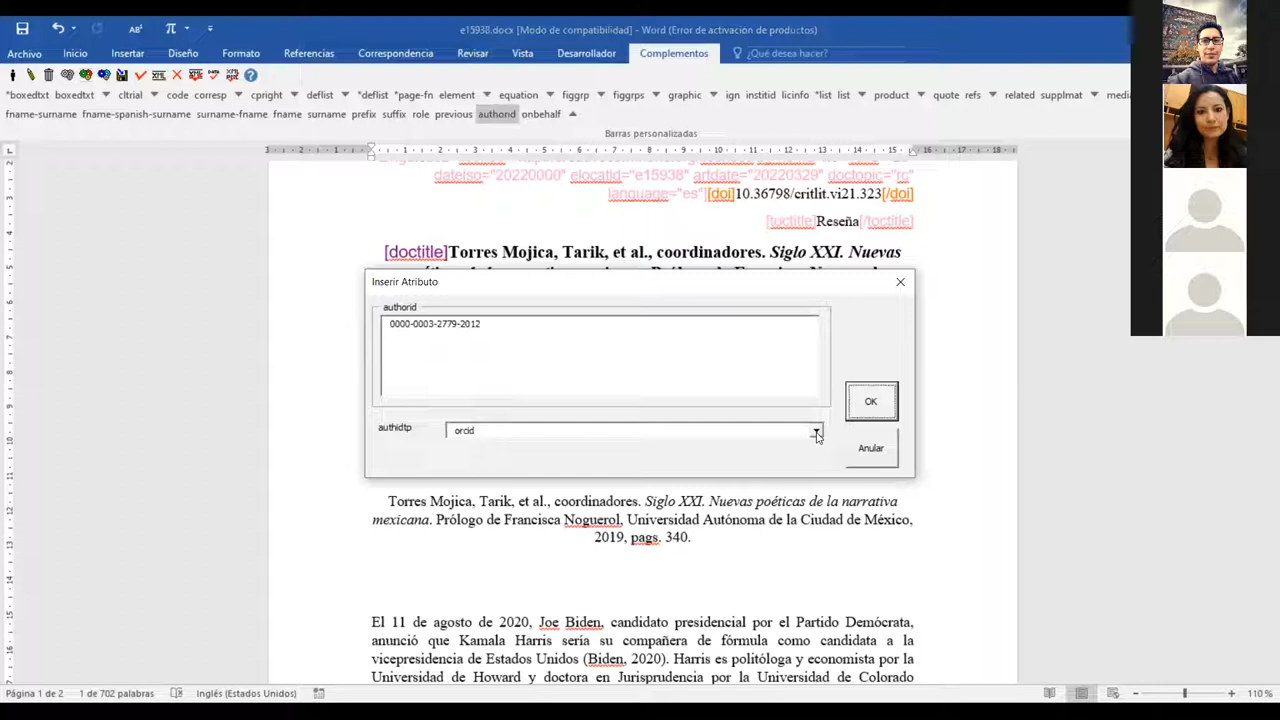 e15938.docx [Modo de compatibilidad] - Word (Error de activación de productos)
Archivo Inicio Insertar Diseño Formato Referencias Correspondencia Revisar Vista Desarrollador Complementos ¿Qué desea hacer?
*boxedtxt boxedtxt cltrial code corresp cpright deflist *deflist *page-fn element equation figgrp figgrps graphic ign institid licinfo *list list product quote refs related supplmat media
fname-surname fname-spanish-surname surname-fname fname surname prefix suffix role previous authorid onbehalf
Barras personalizadas
dateiso="20220000" elocatid="e15938" artdate="20220329" doctopic="rc"
language="es"][doi]10.36798/critlit.vi21.323[/doi]
[toctitle]Reseña[/toctitle]
[doctitle]Torres Mojica, Tarik, et al., coordinadores. Siglo XXI. Nuevas
Inserir Atributo
authorid
0000-0003-2779-2012
OK
authidtp orcid
Anular
Torres Mojica, Tarik, et al., coordinadores. Siglo XXI. Nuevas poéticas de la narrativa
mexicana. Prólogo de Francisca Noguerol, Universidad Autónoma de la Ciudad de México,
2019, pags. 340.
El 11 de agosto de 2020, Joe Biden, candidato presidencial por el Partido Demócrata,
anunció que Kamala Harris sería su compañera de fórmula como candidata a la
vicepresidencia de Estados Unidos (Biden, 2020). Harris es politóloga y economista por la
Universidad de Howard y doctora en Jurisprudencia por la Universidad de Colorado
Página 1 de 2 1 de 702 palabras Inglés (Estados Unidos) 110 %